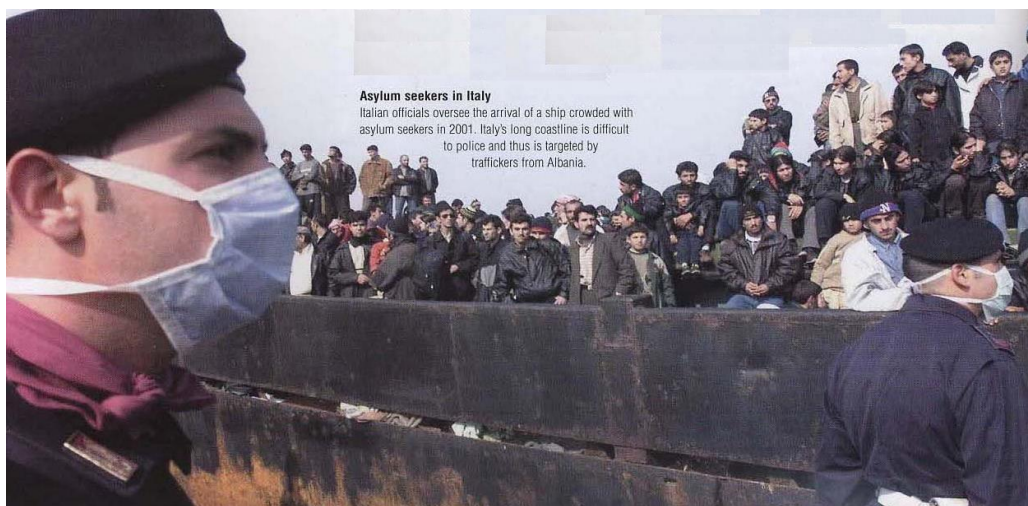 Asylum seekers in Italy
Italian officials oversee the arrival of a ship crowded with
asylum seekers in 2001. Italy's long coastline is difficult
to police and thus is targeted by
traffickers from Albania.
N